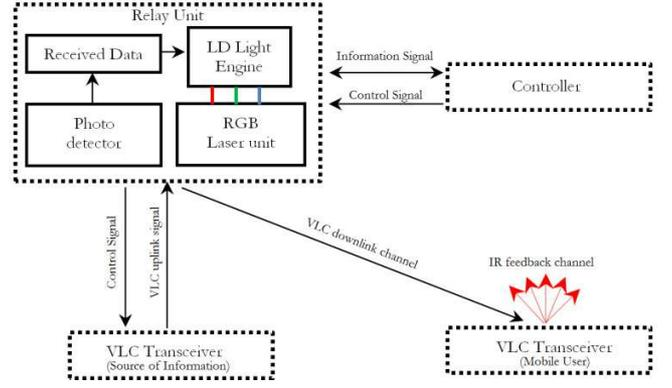 Relay Unit
Received Data
LD Light
Engine
Information Signal
Controller
Control Signal
Photo
detector
RGB
Laser unit
Control Signal
VLC uplink signal
VLC downlink channel
IR feedback channel
VLC Transceiver
(Source of Information)
VLC Transceiver
(Mobile User)